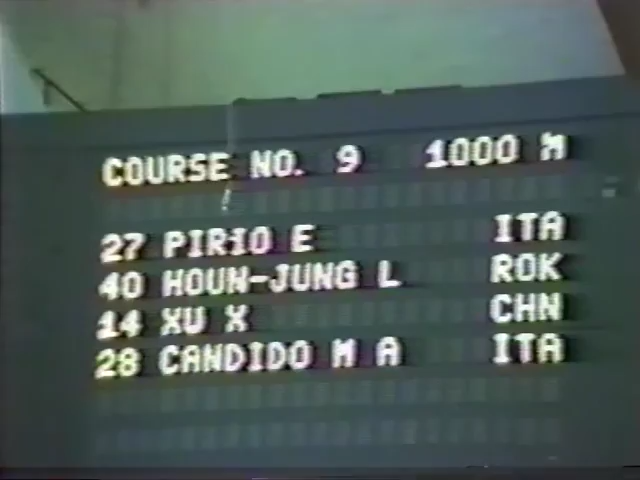 COURSE NO. 9 1000 M
27 PIRIO E ITA
40 HOUN-JUNG L ROK
14 XU X CHN
28 CANDIDO M A ITA